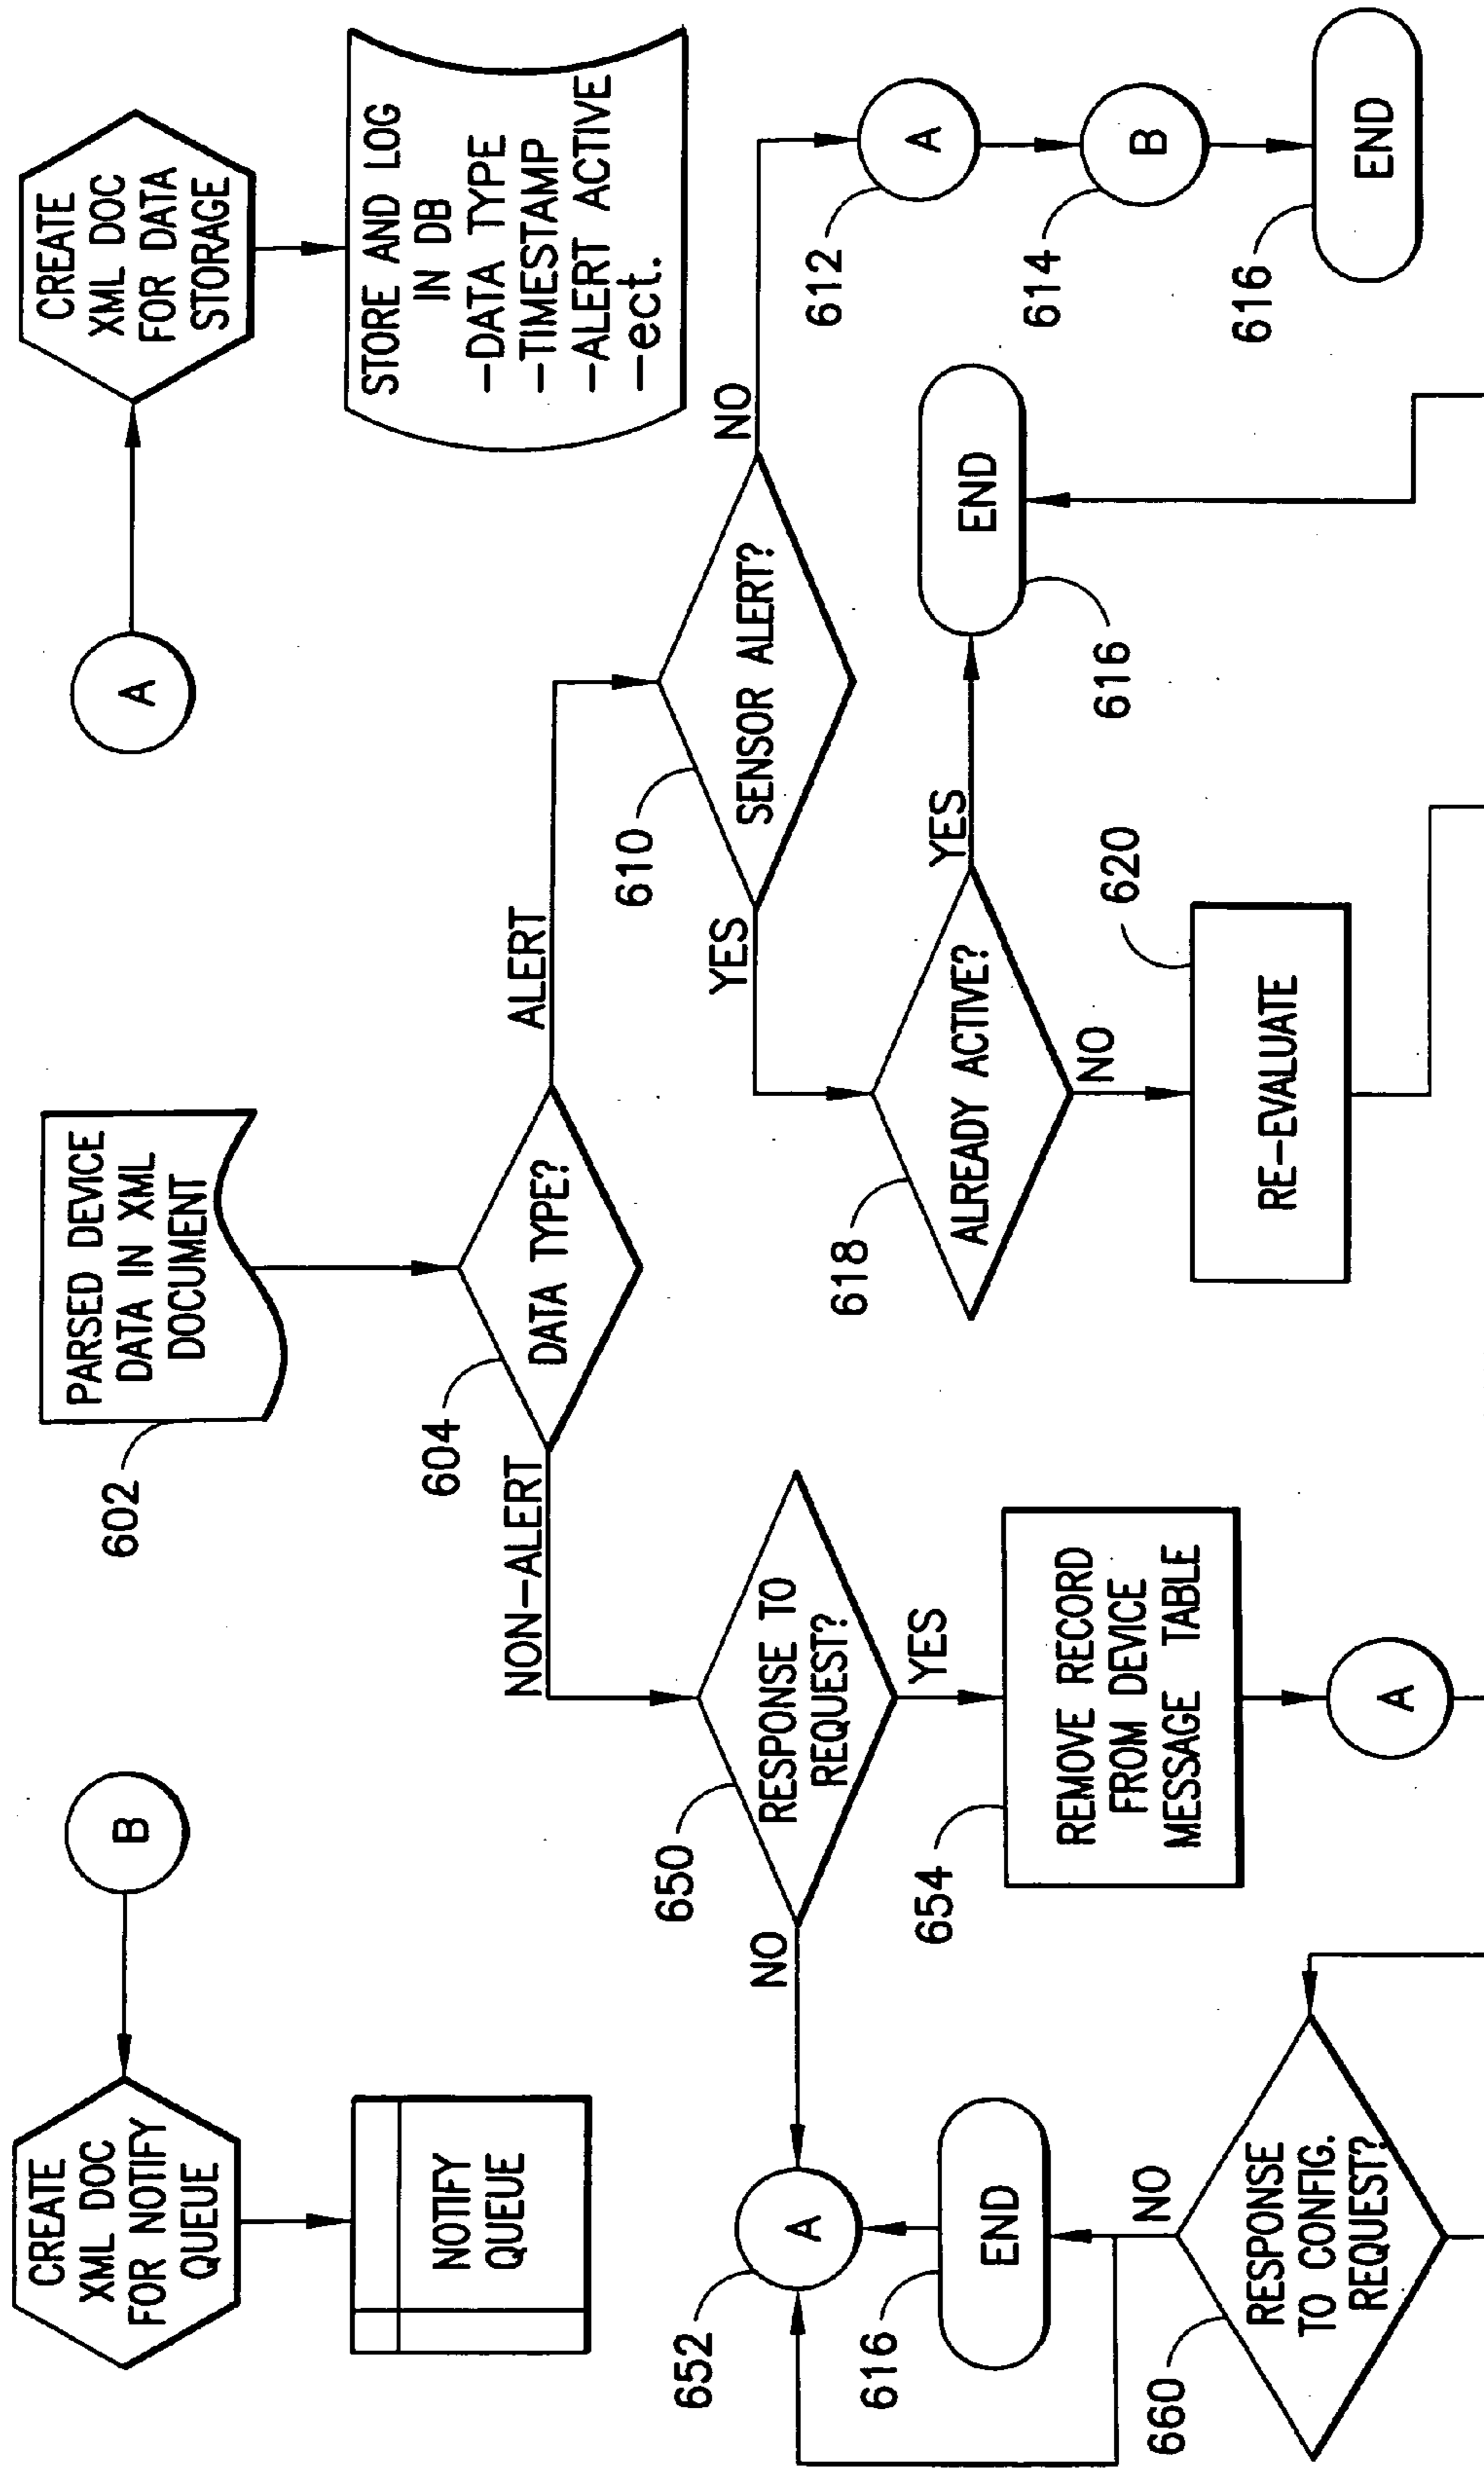 CREATE
XML DOC
FOR NOTIFY
QUEUE
B
NOTIFY
QUEUE
602
PARSED DEVICE
DATA IN XML
DOCUMENT
A
CREATE
XML DOC
FOR DATA
STORAGE
STORE AND LOG
IN DB
-DATA TYPE
-TIMESTAMP
-ALERT ACTIVE
-ect.
604
DATA TYPE?
NON-ALERT
ALERT
650
RESPONSE TO
REQUEST?
NO
YES
652
A
616
END
654
REMOVE RECORD
FROM DEVICE
MESSAGE TABLE
A
660
RESPONSE
TO CONFIG.
REQUEST?
NO
610
SENSOR ALERT?
YES
NO
612
A
614
B
616
END
618
ALREADY ACTIVE?
YES
NO
616
END
620
RE-EVALUATE